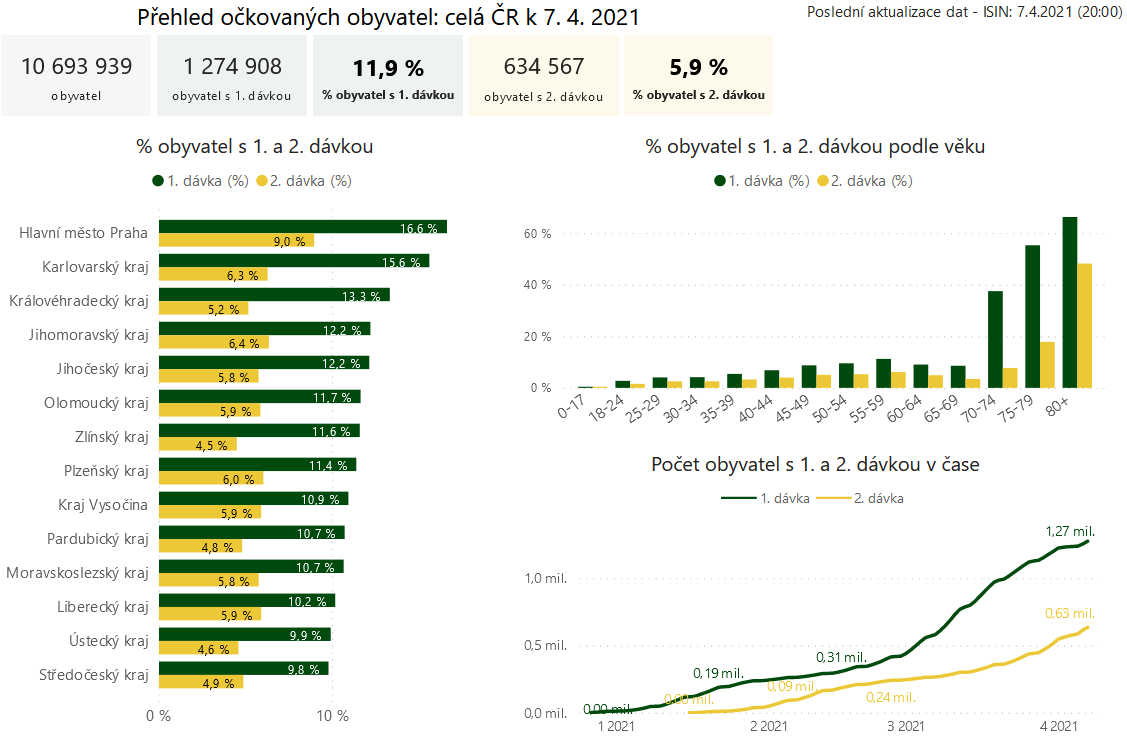 Přehled očkovaných obyvatel: celá ČR k 7. 4. 2021
Poslední aktualizace dat - ISIN: 7.4.2021 (20:00)
10 693 939
obyvatel
1 274 908
obyvatel s 1. dávkou
11,9 %
% obyvatel s 1. dávkou
634 567
obyvatel s 2. dávkou
5,9 %
% obyvatel s 2. dávkou
% obyvatel s 1. a 2. dávkou
1. dávka (%) 2. dávka (%)
Hlavní město Praha 16,6 %
9,0 %
Karlovarský kraj 15,6 %
6,3 %
Královéhradecký kraj 13,3 %
5,2 %
Jihomoravský kraj 12,2 %
6,4 %
Jihočeský kraj 12,2 %
5,8 %
Olomoucký kraj 11,7 %
5,9 %
Zlínský kraj 11,6 %
4,5 %
Plzeňský kraj 11,4 %
6,0 %
Kraj Vysočina 10,9 %
5,9 %
Pardubický kraj 10,7 %
4,8 %
Moravskoslezský kraj 10,7 %
5,8 %
Liberecký kraj 10,2 %
5,9 %
Ústecký kraj 9,9 %
4,6 %
Středočeský kraj 9,8 %
4,9 %
0 % 10 %
% obyvatel s 1. a 2. dávkou podle věku
1. dávka (%) 2. dávka (%)
60 %
40 %
20 %
0 %
0-17 18-24 25-29 30-34 35-39 40-44 45-49 50-54 55-59 60-64 65-69 70-74 75-79 80+
Počet obyvatel s 1. a 2. dávkou v čase
1. dávka 2. dávka
1,27 mil.
1,0 mil.
0,63 mil.
0,5 mil.
0,31 mil.
0,19 mil.
0,09 mil.
0,00 mil.
0,24 mil.
0,00 mil.
0,0 mil.
1 2021 2 2021 3 2021 4 2021